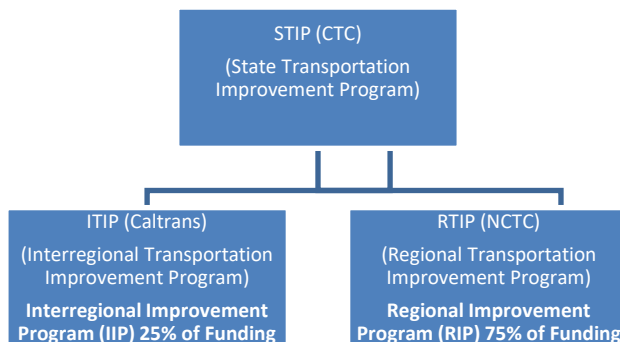 STIP (CTC)
(State Transportation
Improvement Program)
ITIP (Caltrans)
(Interregional Transportation
Improvement Program)
Interregional Improvement
Program (IIP) 25% of Funding
RTIP (NCTC)
(Regional Transportation
Improvement Program)
Regional Improvement
Program (RIP) 75% of Funding